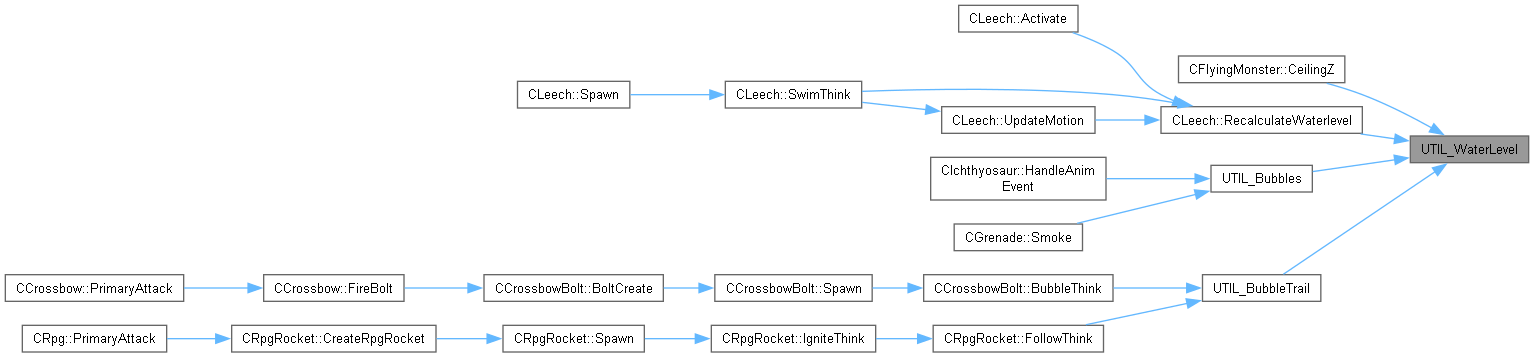 CLeech::Activate
CFlyingMonster::CeilingZ
CLeech::Spawn
CLeech::SwimThink
CLeech::UpdateMotion
CLeech::RecalculateWaterlevel
UTIL_WaterLevel
CIchthyosaur::HandleAnim
Event
UTIL_Bubbles
CGrenade::Smoke
CCrossbow::PrimaryAttack
CCrossbow::FireBolt
CCrossbowBolt::BoltCreate
CCrossbowBolt::Spawn
CCrossbowBolt::BubbleThink
UTIL_BubbleTrail
CRpg::PrimaryAttack
CRpgRocket::CreateRpgRocket
CRpgRocket::Spawn
CRpgRocket::IgniteThink
CRpgRocket::FollowThink